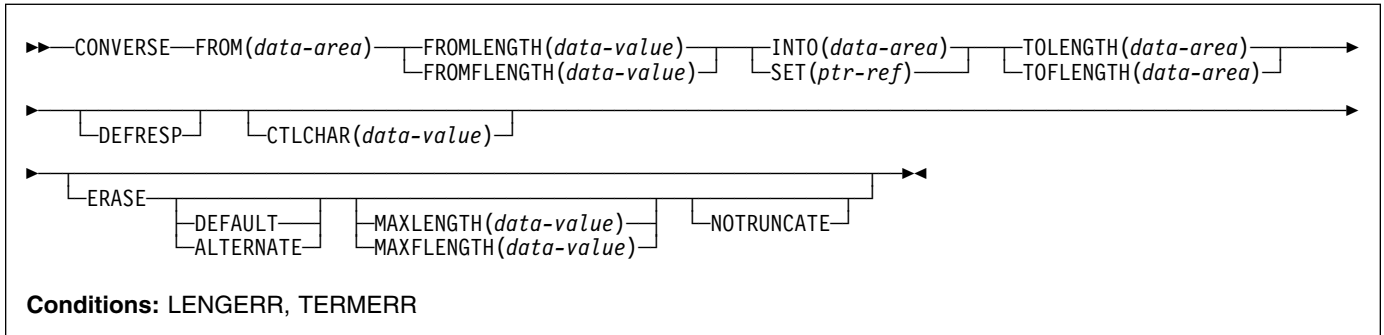 CONVERSE FROM(data-area) FROMLENGTH(data-value) INTO(data-area) TOLENGTH(data-area)
FROMFLENGTH(data-value) SET(ptr-ref) TOFLENGTH(data-area)
DEFRESP CTLCHAR(data-value)
ERASE
DEFAULT MAXLENGTH(data-value) NOTRUNCATE
ALTERNATE MAXFLENGTH(data-value)
Conditions: LENGERR, TERMERR